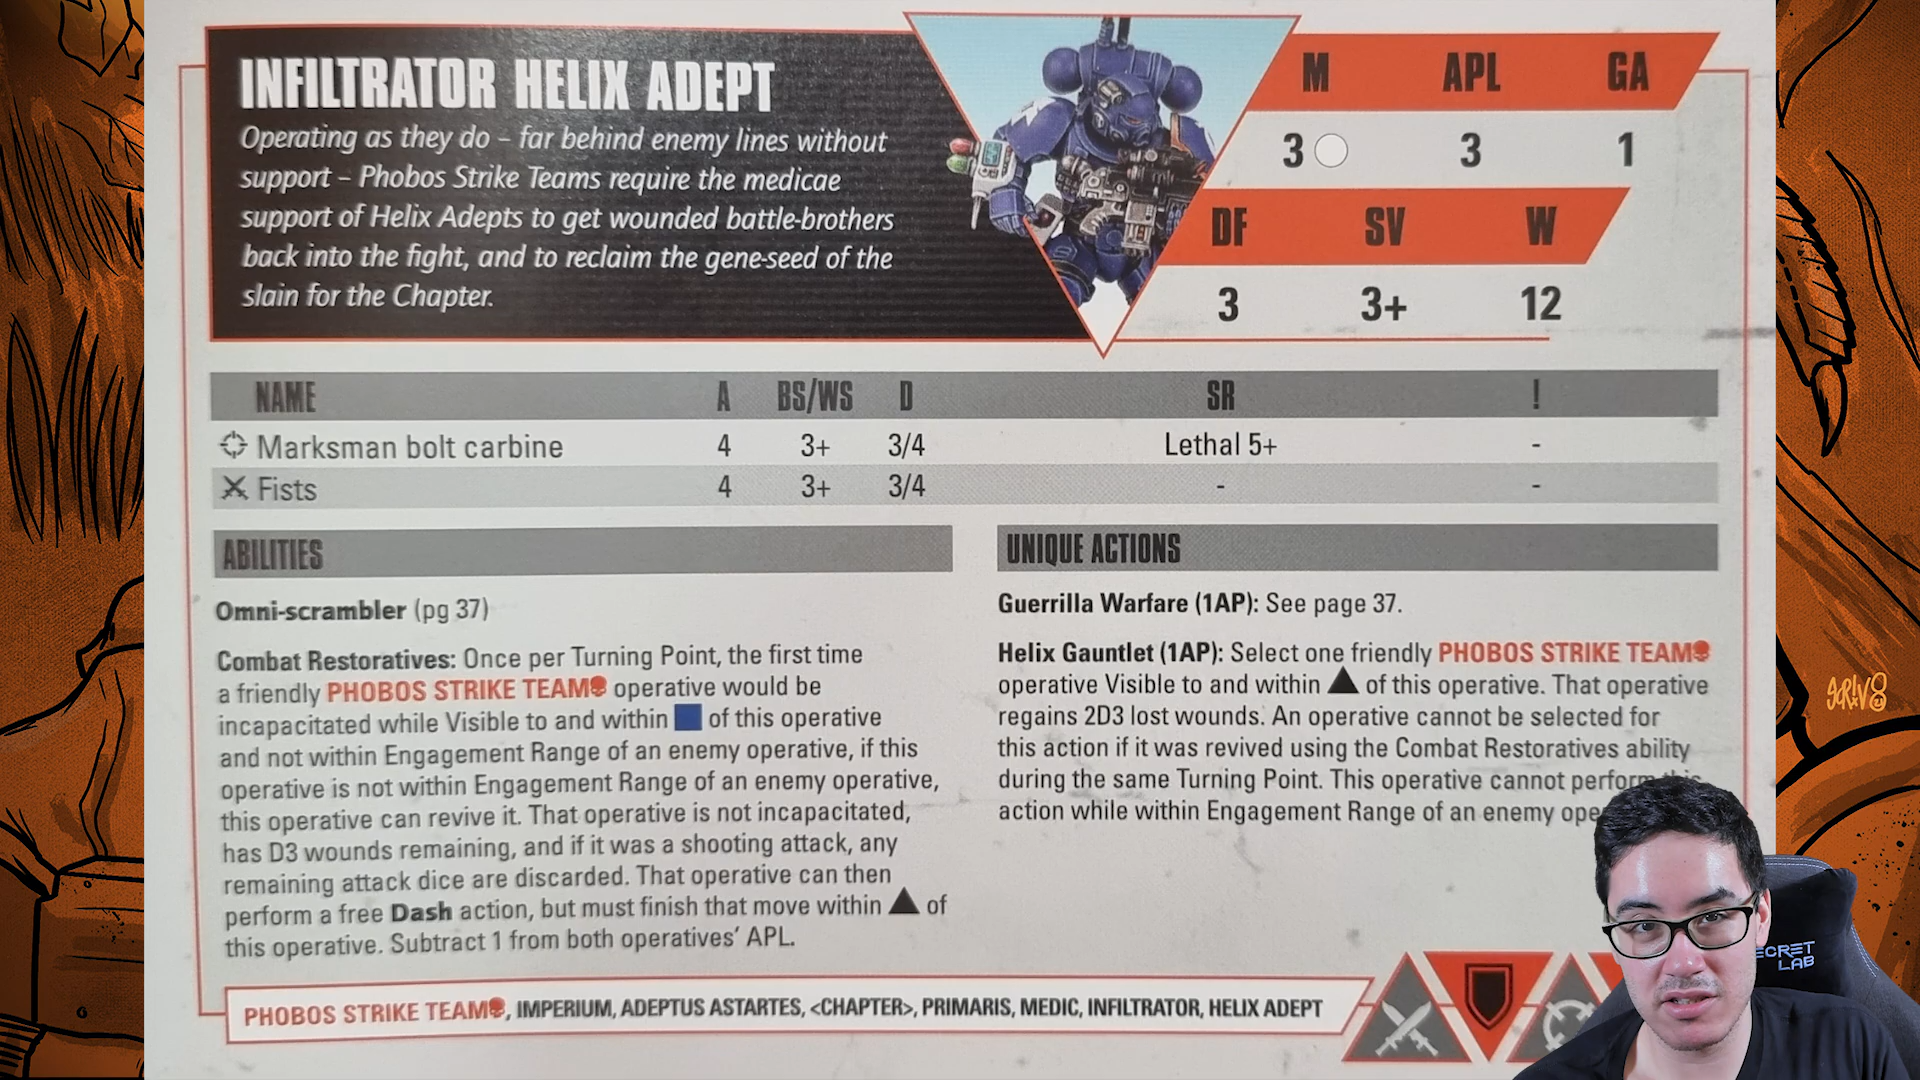 INFILTRATOR HELIX ADEPT
Operating as they do – far behind enemy lines without
support – Phobos Strike Teams require the medicae
support of Helix Adepts to get wounded battle-brothers
back into the fight, and to reclaim the gene-seed of the
slain for the Chapter.
M APL GA
3 3 1
DF SV W
3 3+ 12
NAME A BS/WS D SR !
Marksman bolt carbine 4 3+ 3/4 Lethal 5+ -
Fists 4 3+ 3/4 - -
ABILITIES
Omni-scrambler (pg 37)
Combat Restoratives: Once per Turning Point, the first time
a friendly PHOBOS STRIKE TEAM operative would be
incapacitated while Visible to and within of this operative
and not within Engagement Range of an enemy operative, if this
operative is not within Engagement Range of an enemy operative,
this operative can revive it. That operative is not incapacitated,
has D3 wounds remaining, and if it was a shooting attack, any
remaining attack dice are discarded. That operative can then
perform a free Dash action, but must finish that move within of
this operative. Subtract 1 from both operatives' APL.
UNIQUE ACTIONS
Guerrilla Warfare (1AP): See page 37.
Helix Gauntlet (1AP): Select one friendly PHOBOS STRIKE TEAM
operative Visible to and within of this operative. That operative
regains 2D3 lost wounds. An operative cannot be selected for
this action if it was revived using the Combat Restoratives ability
during the same Turning Point. This operative cannot perform
action while within Engagement Range of an enemy
PHOBOS STRIKE TEAM, IMPERIUM, ADEPTUS ASTARTES, <CHAPTER>, PRIMARIS, MEDIC, INFILTRATOR, HELIX ADEPT
LAB